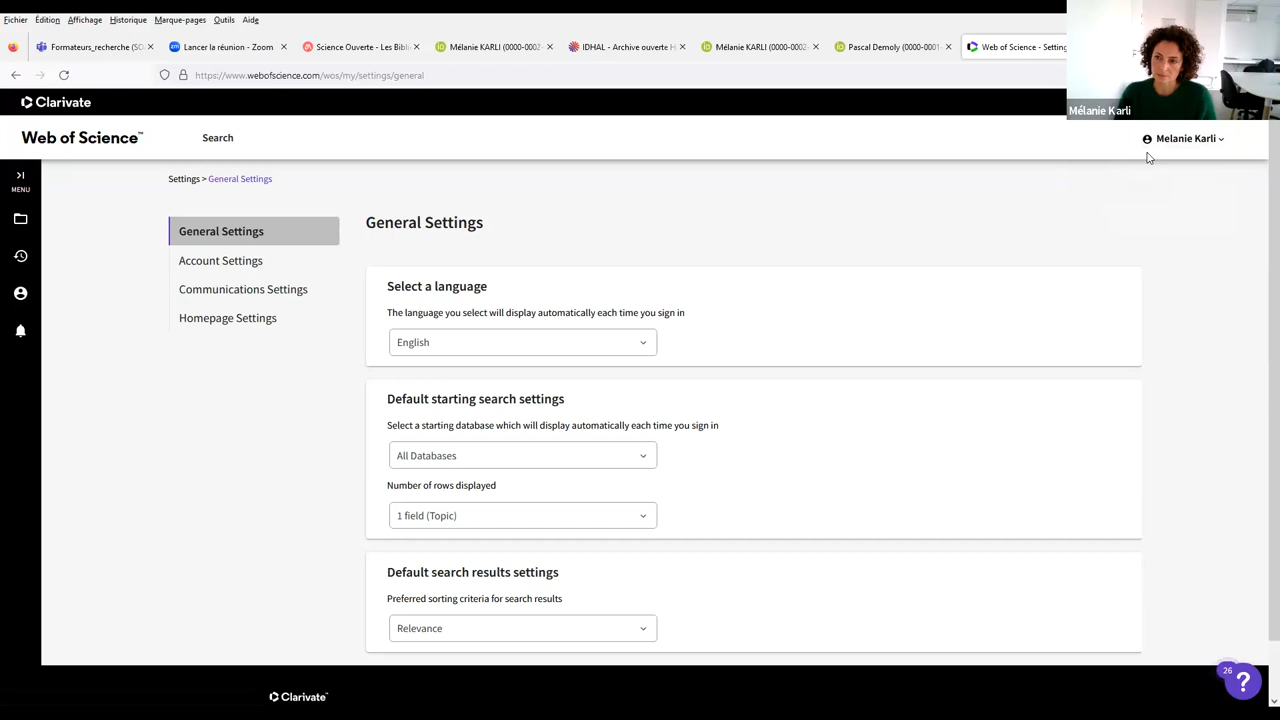 Fichier Édition Affichage Historique Marque-pages Outils Aide
Formateurs_recherche (SO
Lancer la réunion - Zoom
Science Ouverte - Les Bibl
Mélanie KARLI (0000-0002-
IDHAL - Archive ouverte H
Mélanie KARLI (0000-0002-
Pascal Demoly (0000-0001-
Web of Science - Setting
https://www.webofscience.com/wos/my/settings/general
Mélanie Karli
Clarivate
Web of Science™
Search
Melanie Karli
MENU
Settings > General Settings
General Settings
Account Settings
Communications Settings
Homepage Settings
General Settings
Select a language
The language you select will display automatically each time you sign in
English
Default starting search settings
Select a starting database which will display automatically each time you sign in
All Databases
Number of rows displayed
1 field (Topic)
Default search results settings
Preferred sorting criteria for search results
Relevance
26
?
Clarivate™